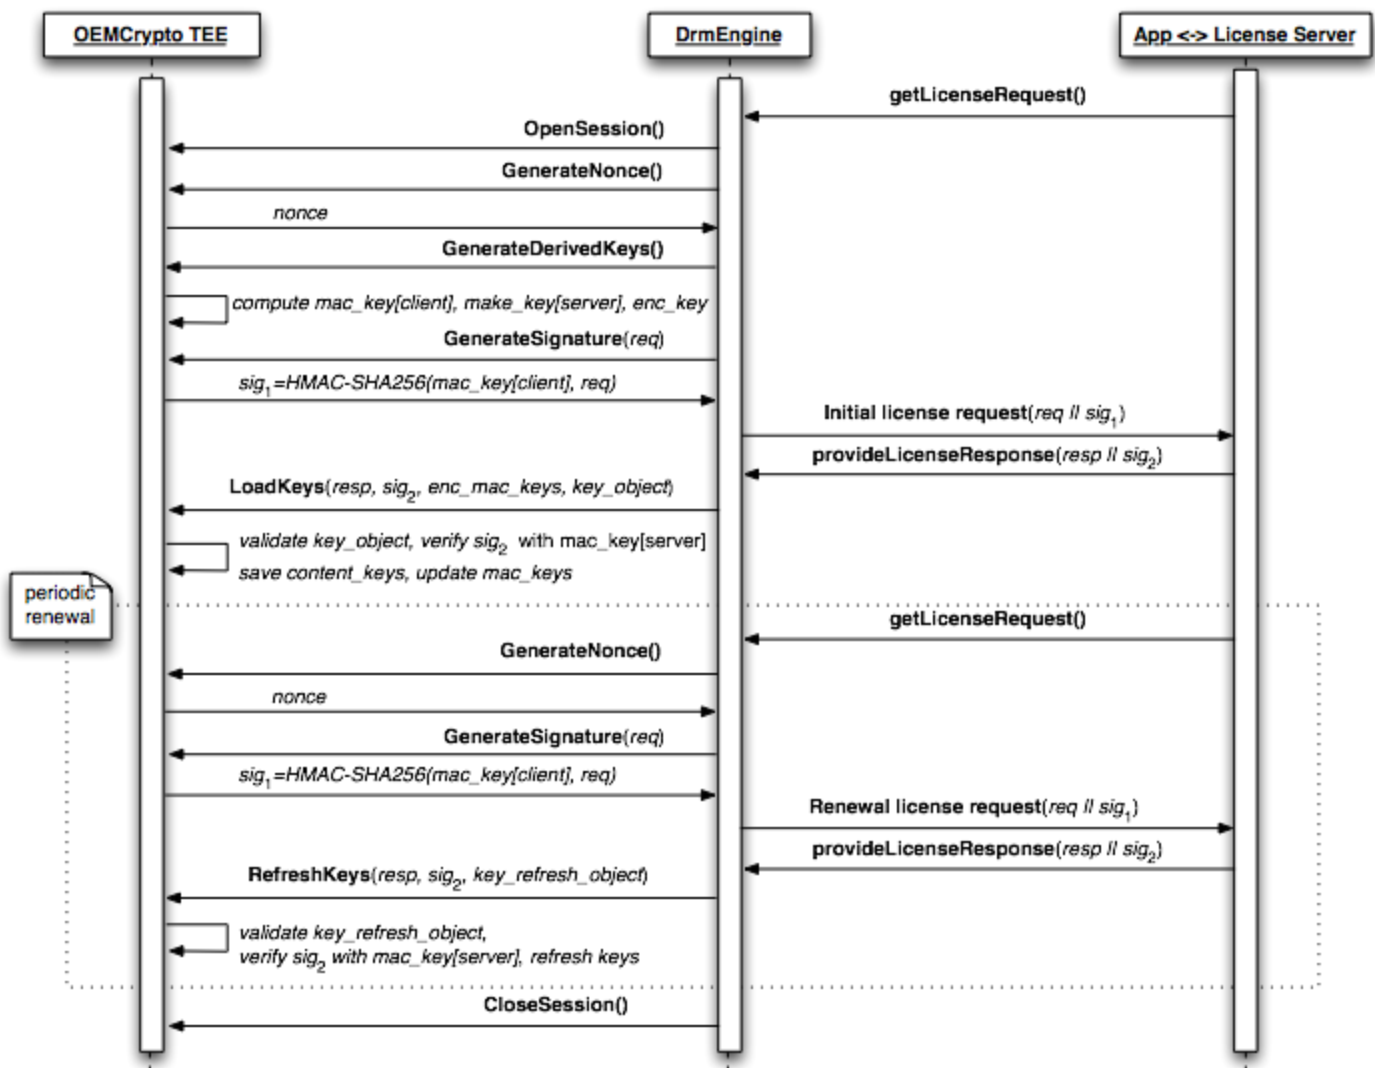 OEMCrypto TEE
DrmEngine
App <-> License Server
getLicenseRequest()
OpenSession()
GenerateNonce()
nonce
GenerateDerivedKeys()
compute mac_key[client], make_key[server], enc_key
GenerateSignature(req)
sig1=HMAC-SHA256(mac_key[client], req)
Initial license request(req || sig1)
provideLicenseResponse(resp || sig2)
LoadKeys(resp, sig2, enc_mac_keys, key_object)
validate key_object, verify sig2 with mac_key[server]
save content_keys, update mac_keys
periodic
renewal
getLicenseRequest()
GenerateNonce()
nonce
GenerateSignature(req)
sig1=HMAC-SHA256(mac_key[client], req)
Renewal license request(req || sig1)
provideLicenseResponse(resp || sig2)
RefreshKeys(resp, sig2, key_refresh_object)
validate key_refresh_object,
verify sig2 with mac_key[server], refresh keys
CloseSession()